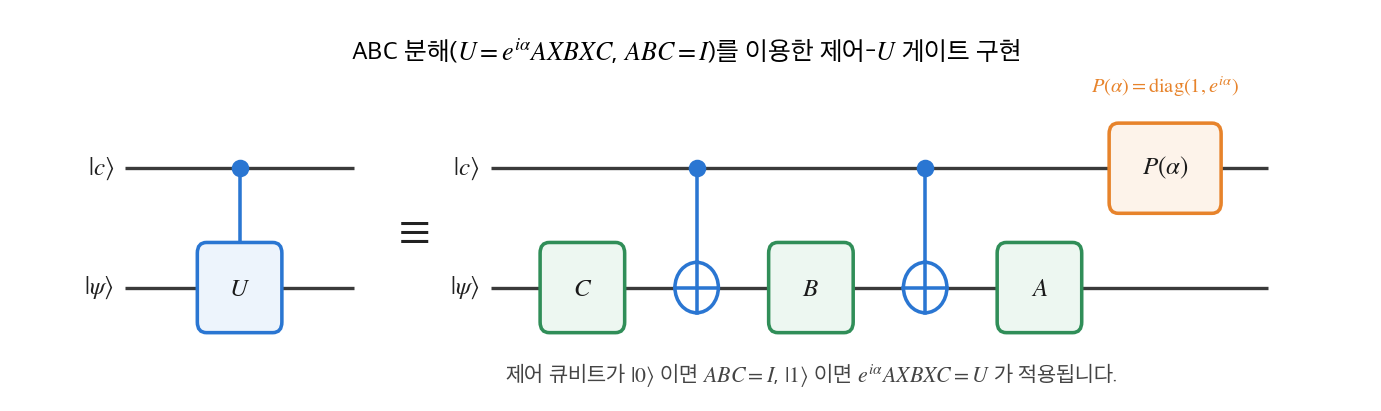 ABC 분해(U = e^{iα}AXBXC, ABC = I)를 이용한 제어-U 게이트 구현
P(α) = diag(1, e^{iα})
|c⟩
|c⟩
P(α)
≡
|ψ⟩
U
|ψ⟩
C
B
A
제어 큐비트가 |0⟩ 이면 ABC = I, |1⟩ 이면 e^{iα}AXBXC = U 가 적용됩니다.